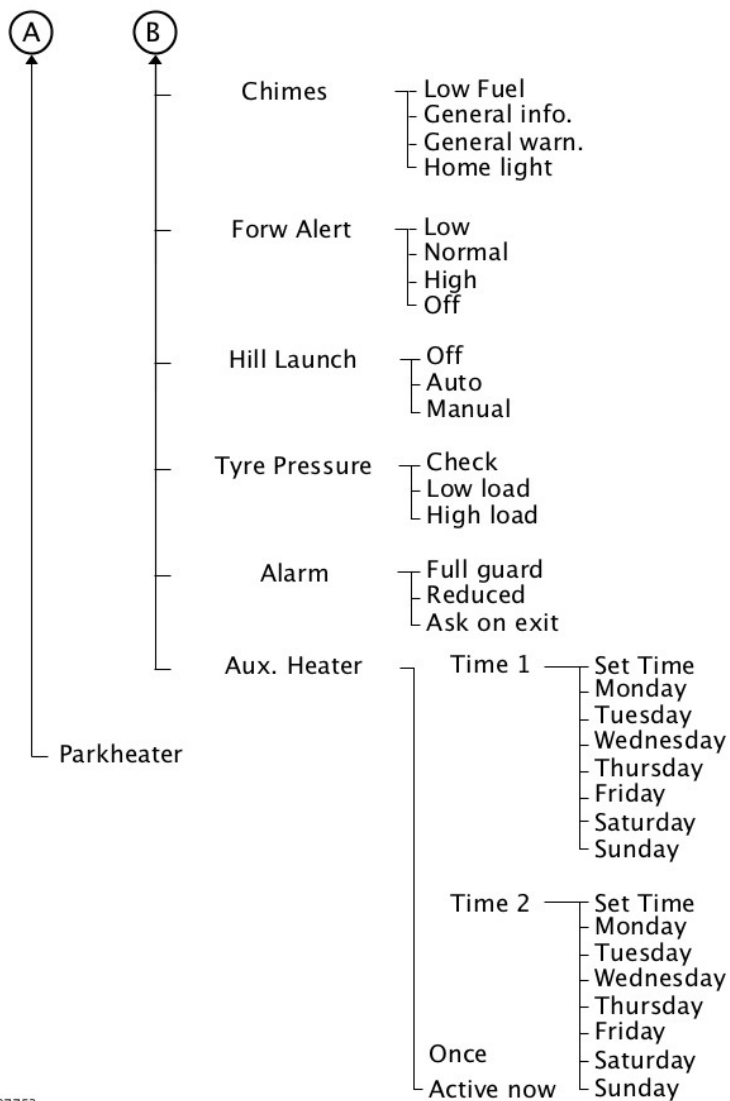 A B
Chimes
Low Fuel
General info.
General warn.
Home light
Forw Alert
Low
Normal
High
Off
Hill Launch
Off
Auto
Manual
Tyre Pressure
Check
Low load
High load
Alarm
Full guard
Reduced
Ask on exit
Aux. Heater
Time 1
Set Time
Monday
Tuesday
Wednesday
Thursday
Friday
Saturday
Sunday
Parkheater
Time 2
Set Time
Monday
Tuesday
Wednesday
Thursday
Friday
Saturday
Sunday
Once
Active now